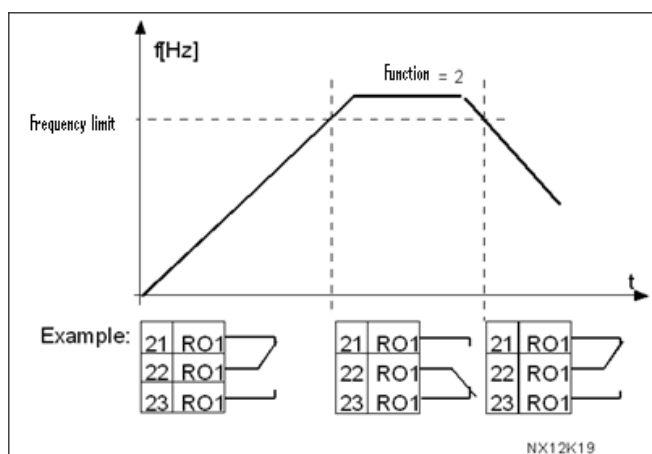 f[Hz]
Function = 2
Frequency limit
t
Example:
21 RO1
22 RO1
23 RO1
21 RO1
22 RO1
23 RO1
21 RO1
22 RO1
23 RO1
NX12K19